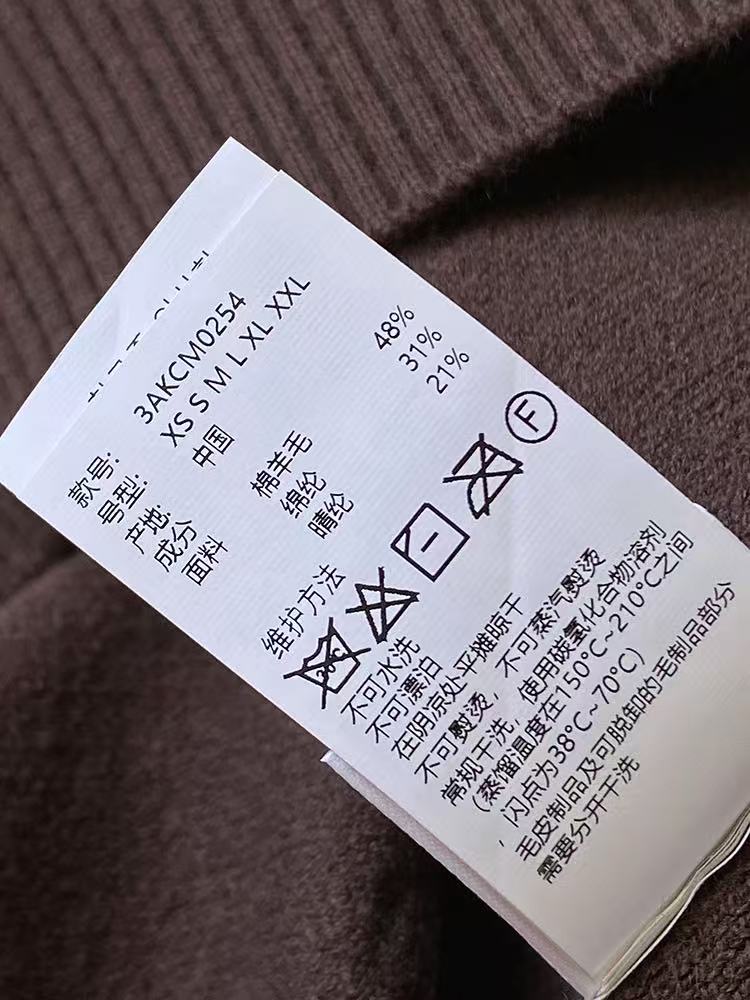 款号: 3AKCM0254
号型: XS S M L XL XXL
产地: 中国
成分
面料 棉羊毛 48%
绵纶 31%
晴纶 21%
维护方法
F
不可水洗
不可漂泊
在阴凉处平摊晾干
不可熨烫，不可蒸汽熨烫
常规干洗，使用碳氢化合物溶剂
（蒸馏温度在150°C~210°C之间
，闪点为38°C~70°C）
毛皮制品及可脱卸的毛制品部分
需要分开干洗